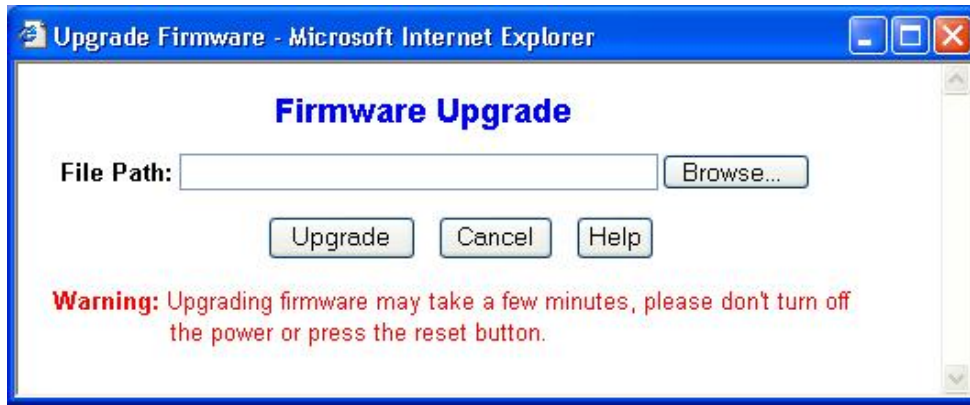 Upgrade Firmware - Microsoft Internet Explorer
Firmware Upgrade
File Path: Browse...
Upgrade Cancel Help
Warning: Upgrading firmware may take a few minutes, please don't turn off
the power or press the reset button.